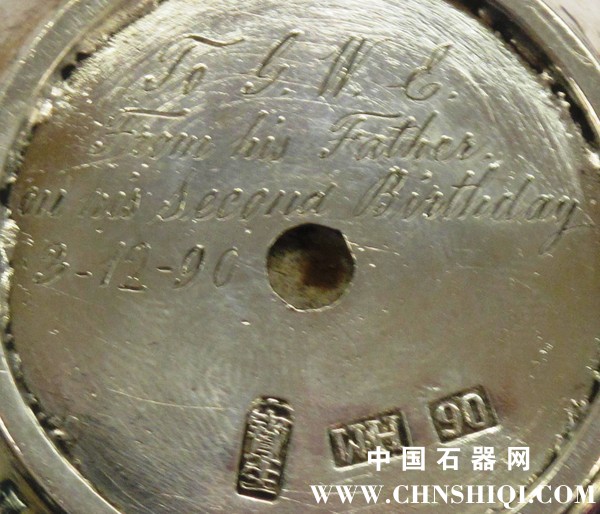 To G. W. E.
From his Father.
on his second Birthday
3-12-90
WH
90
中国石器网
WWW.CHNSHIQI.COM